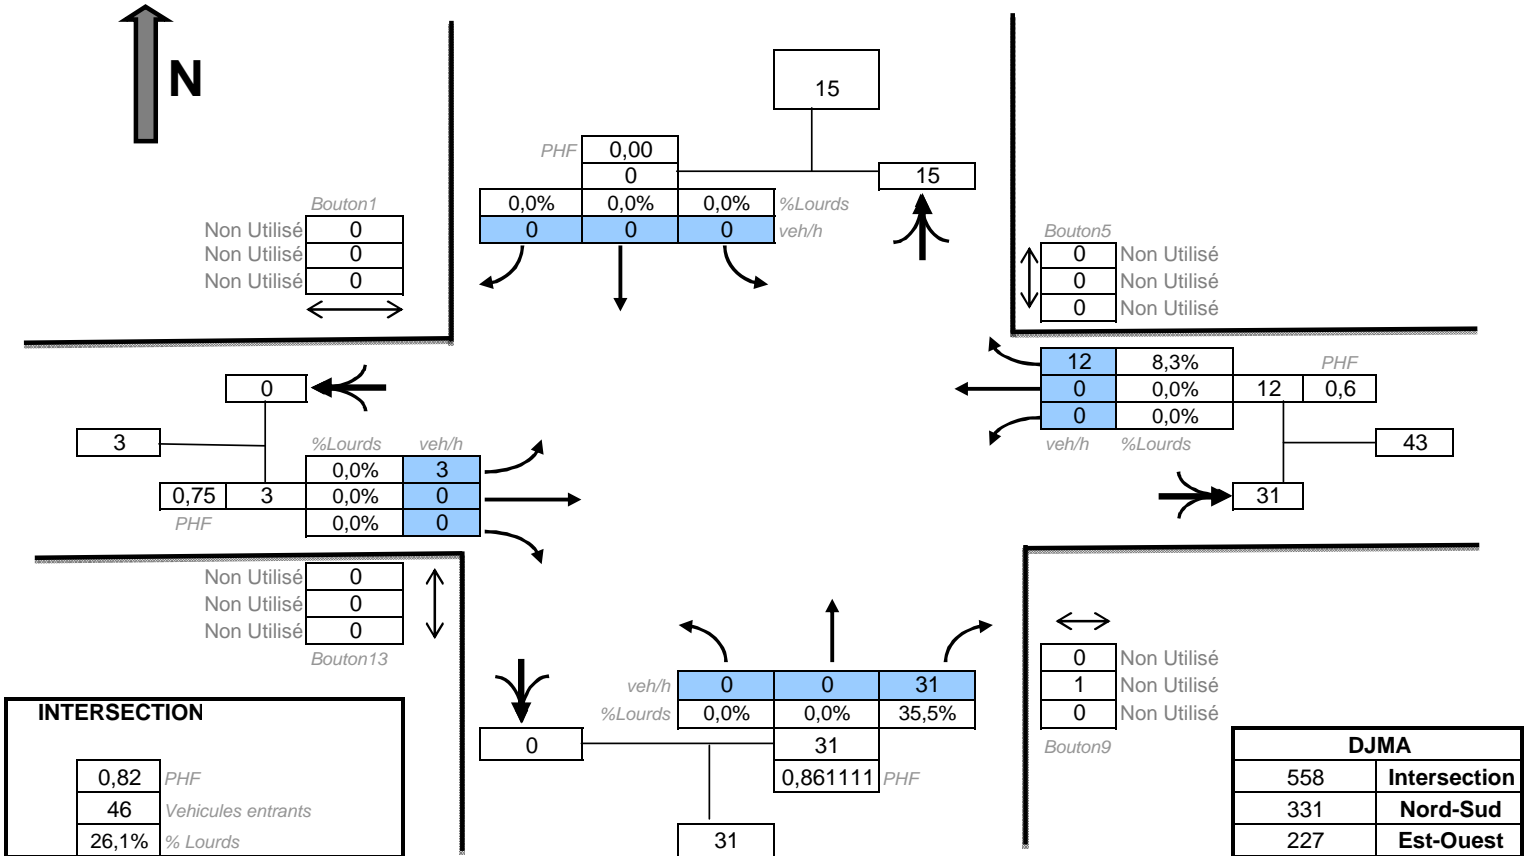 N
15
PHF 0,00
0 15
0,0% 0,0% 0,0% %Lourds
0 0 0 veh/h
Bouton1
Non Utilisé 0
Non Utilisé 0
Non Utilisé 0
Bouton5
0 Non Utilisé
0 Non Utilisé
0 Non Utilisé
12 8,3% PHF
0 0,0% 12 0,6
0 0,0%
veh/h %Lourds 43
31
0
3
%Lourds veh/h
0,0% 3
0,75 3 0,0% 0
PHF 0,0% 0
Non Utilisé 0
Non Utilisé 0
Non Utilisé 0
Bouton13
veh/h 0 0 31
%Lourds 0,0% 0,0% 35,5%
0 31
0,861111 PHF
31
0 Non Utilisé
1 Non Utilisé
0 Non Utilisé
Bouton9
INTERSECTION
0,82 PHF
46 Vehicules entrants
26,1% % Lourds
DJMA
558 Intersection
331 Nord-Sud
227 Est-Ouest